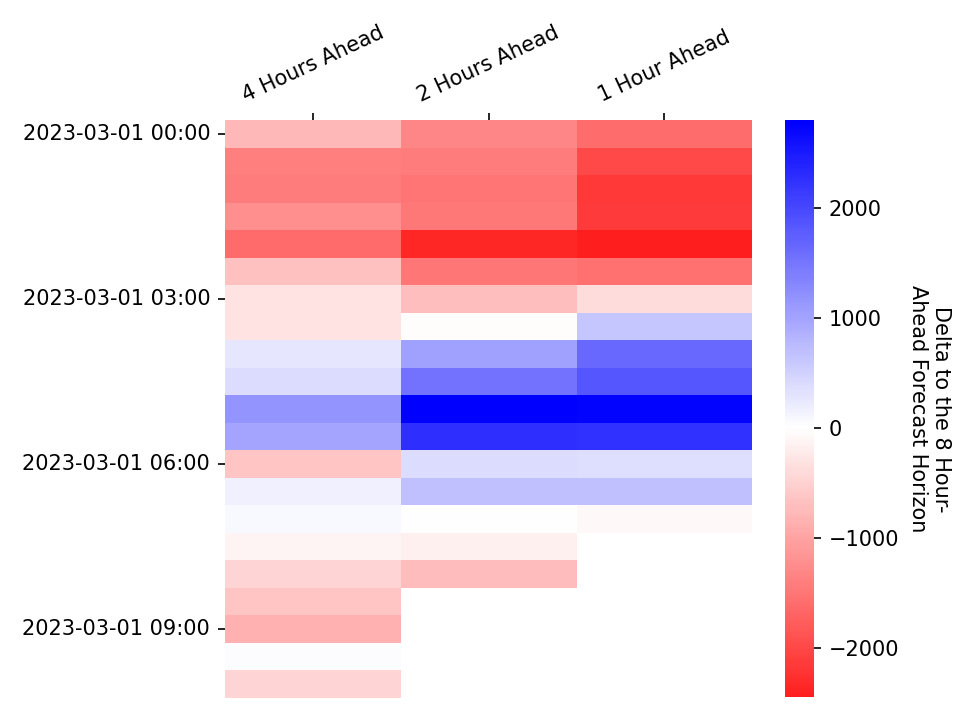 4 Hours Ahead
2 Hours Ahead
1 Hour Ahead
2023-03-01 00:00
2023-03-01 03:00
2023-03-01 06:00
2023-03-01 09:00
2000
1000
0
−1000
−2000
Delta to the 8 Hour-
Ahead Forecast Horizon